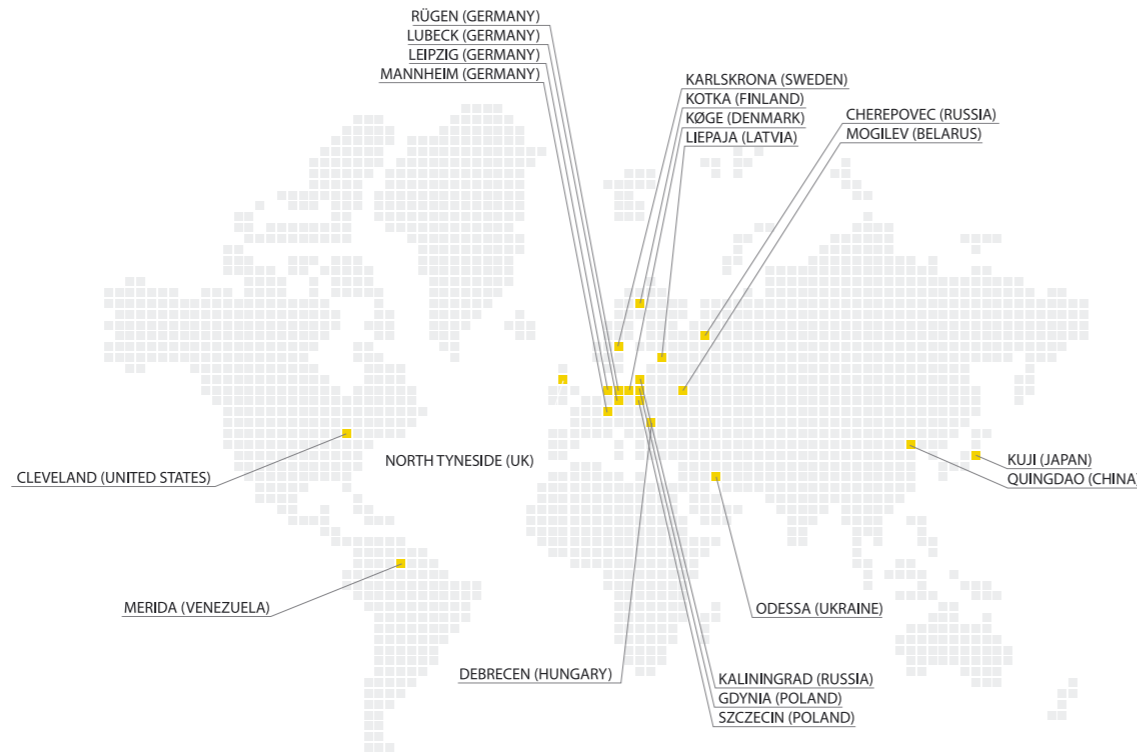 RÜGEN (GERMANY)
LUBECK (GERMANY)
LEIPZIG (GERMANY)
MANNHEIM (GERMANY)
KARLSKRONA (SWEDEN)
KOTKA (FINLAND)
KØGE (DENMARK)
LIEPAJA (LATVIA)
CHEREPOVEC (RUSSIA)
MOGILEV (BELARUS)
NORTH TYNESIDE (UK)
CLEVELAND (UNITED STATES)
KUJI (JAPAN)
QUINGDAO (CHINA)
MERIDA (VENEZUELA)
ODESSA (UKRAINE)
DEBRECEN (HUNGARY)
KALININGRAD (RUSSIA)
GDYNIA (POLAND)
SZCZECIN (POLAND)